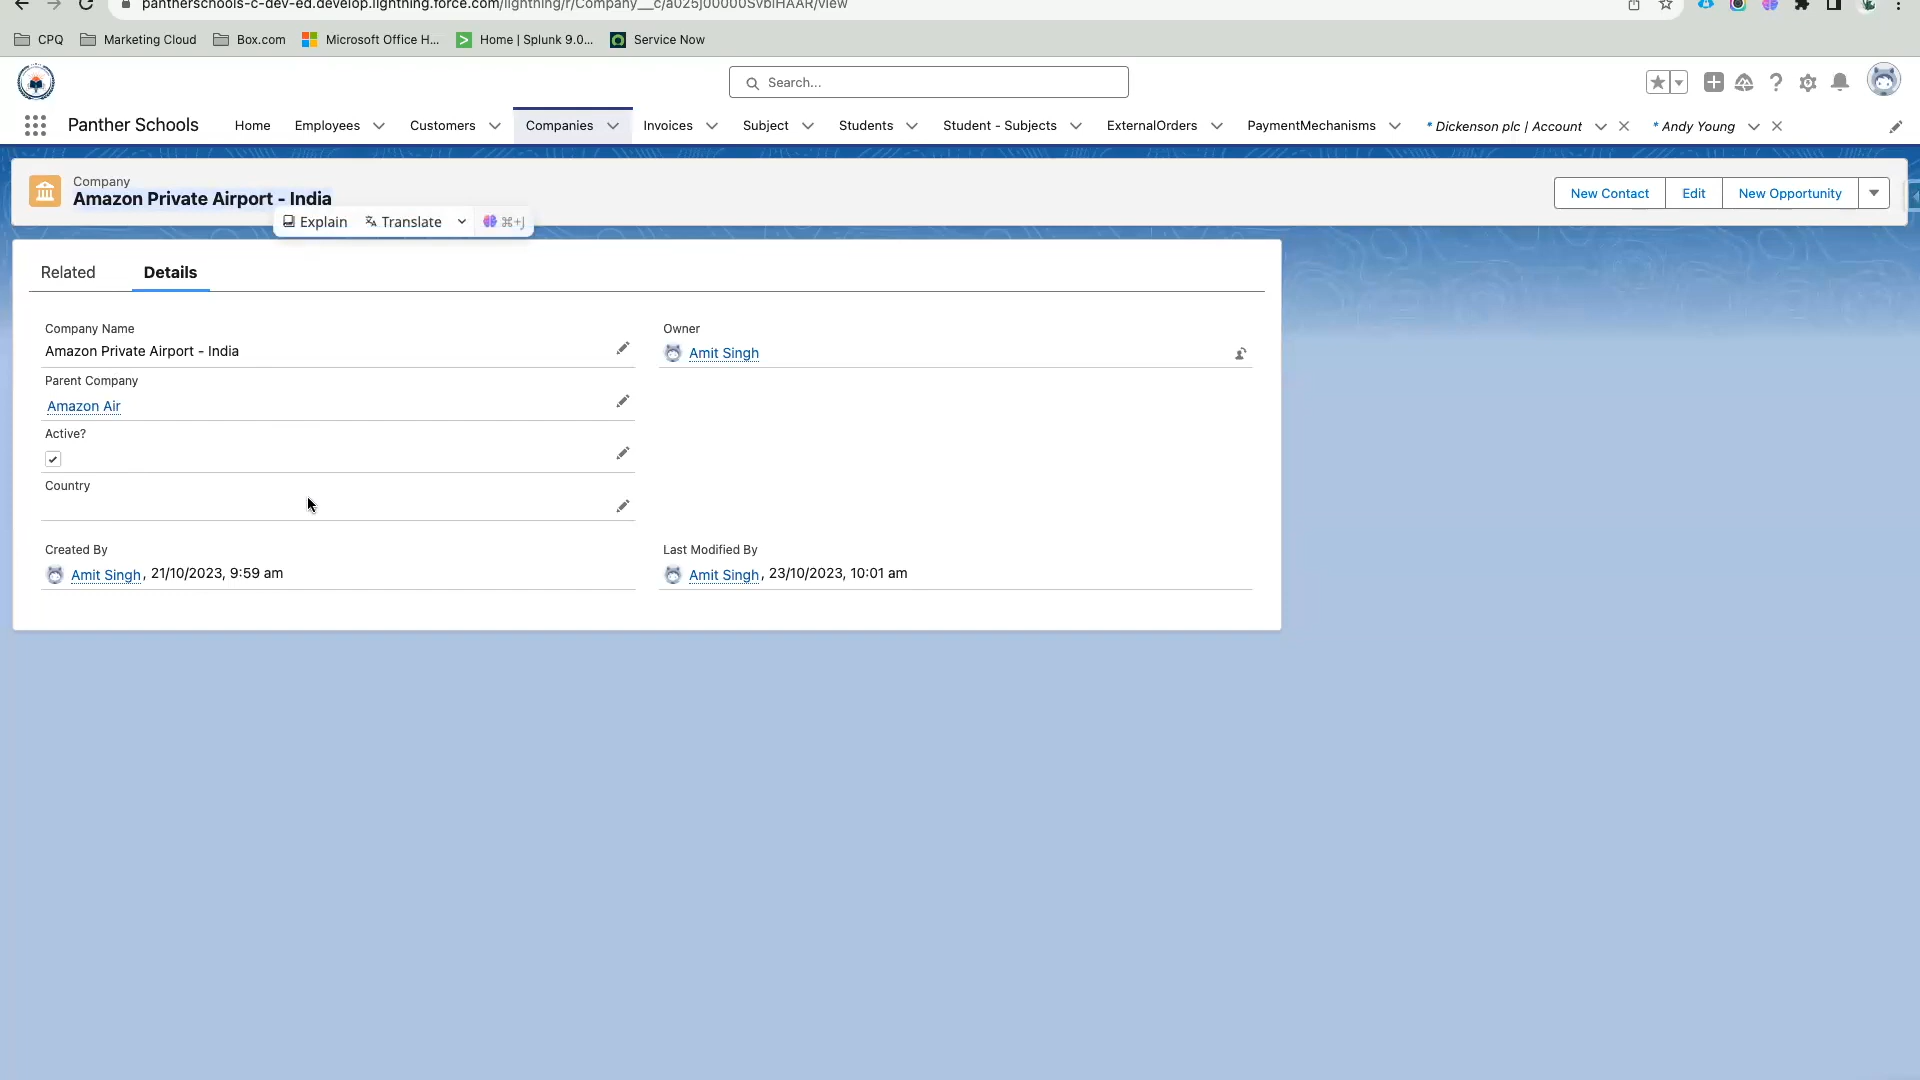 pantherschools-c-dev-ed.develop.lightning.force.com/lightning/r/Company__c/a025j00000SVblHAAR/view
CPQ Marketing Cloud Box.com Microsoft Office H... Home | Splunk 9.0... Service Now
Search...
Panther Schools Home Employees Customers Companies Invoices Subject Students Student - Subjects ExternalOrders PaymentMechanisms * Dickenson plc | Account * Andy Young
Company
Amazon Private Airport - India
New Contact Edit New Opportunity
Explain Translate ⌘+J
Related Details
Company Name
Amazon Private Airport - India
Owner
Amit Singh
Parent Company
Amazon Air
Active?
Country
Created By
Amit Singh, 21/10/2023, 9:59 am
Last Modified By
Amit Singh, 23/10/2023, 10:01 am